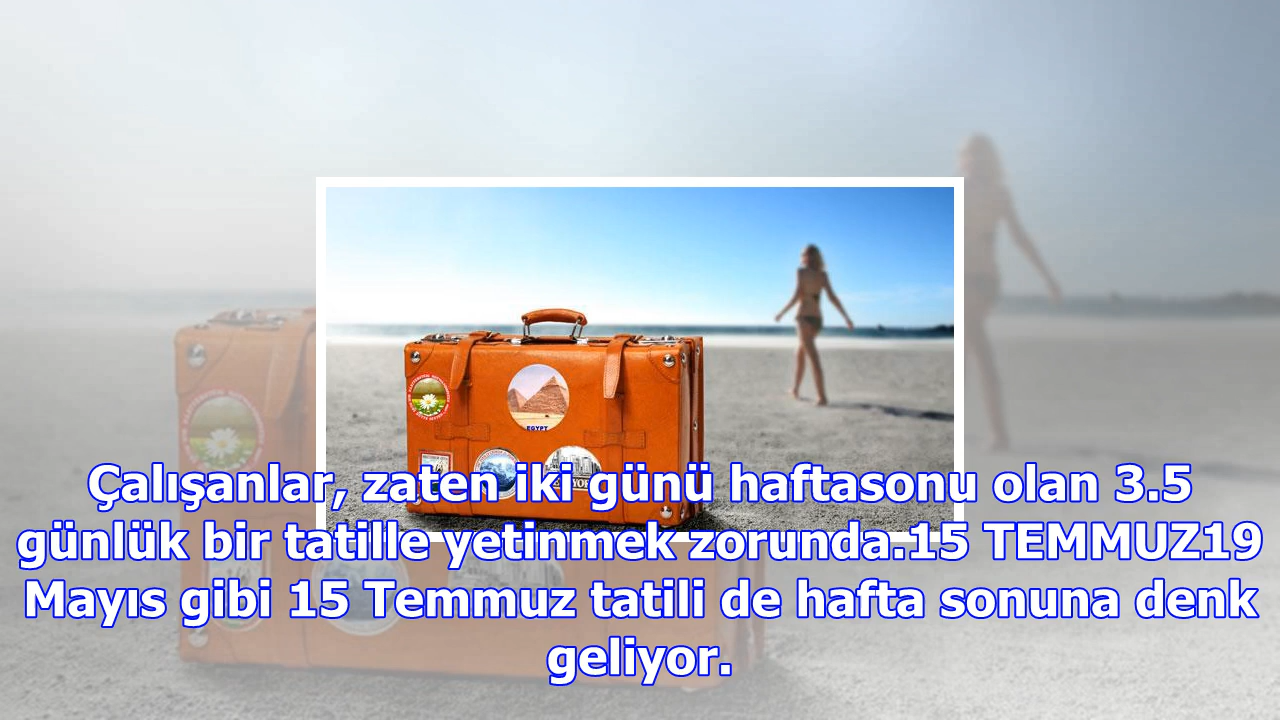 EGYPT
Çalışanlar, zaten iki günü haftasonu olan 3.5
günlük bir tatille yetinmek zorunda.15 TEMMUZ19
Mayıs gibi 15 Temmuz tatili de hafta sonuna denk
geliyor.